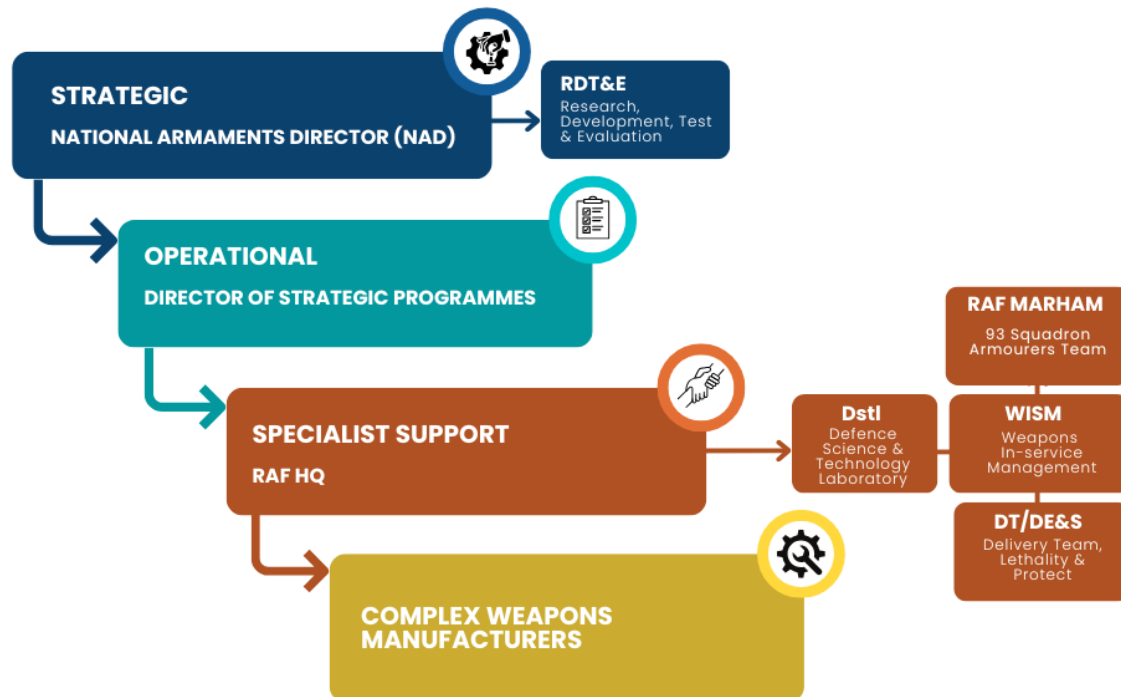 STRATEGIC
NATIONAL ARMAMENTS DIRECTOR (NAD)
RDT&E
Research,
Development, Test
& Evaluation
OPERATIONAL
DIRECTOR OF STRATEGIC PROGRAMMES
SPECIALIST SUPPORT
RAF HQ
Dstl
Defence
Science &
Technology
Laboratory
RAF MARHAM
93 Squadron
Armourers Team
WISM
Weapons
In-service
Management
DT/DE&S
Delivery Team,
Lethality &
Protect
COMPLEX WEAPONS
MANUFACTURERS